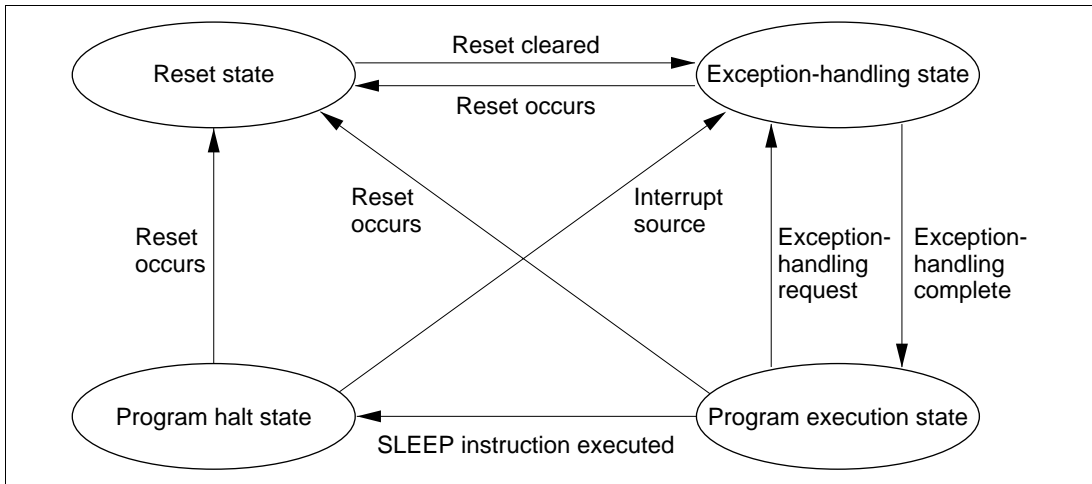 Reset cleared
Reset state
Exception-handling state
Reset occurs
Reset
occurs
Interrupt
source
Reset
occurs
Exception-
handling
request
Exception-
handling
complete
Program halt state
Program execution state
SLEEP instruction executed